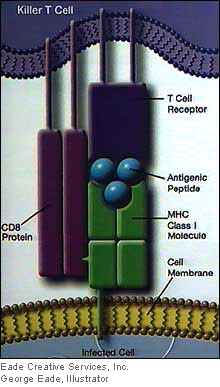 Killer T Cell
T Cell
Receptor
Antigenic
Peptide
MHC
Class I
Molecule
CD8
Protein
Cell
Membrane
Infected Cell
Eade Creative Services, Inc.
George Eade, Illustrator